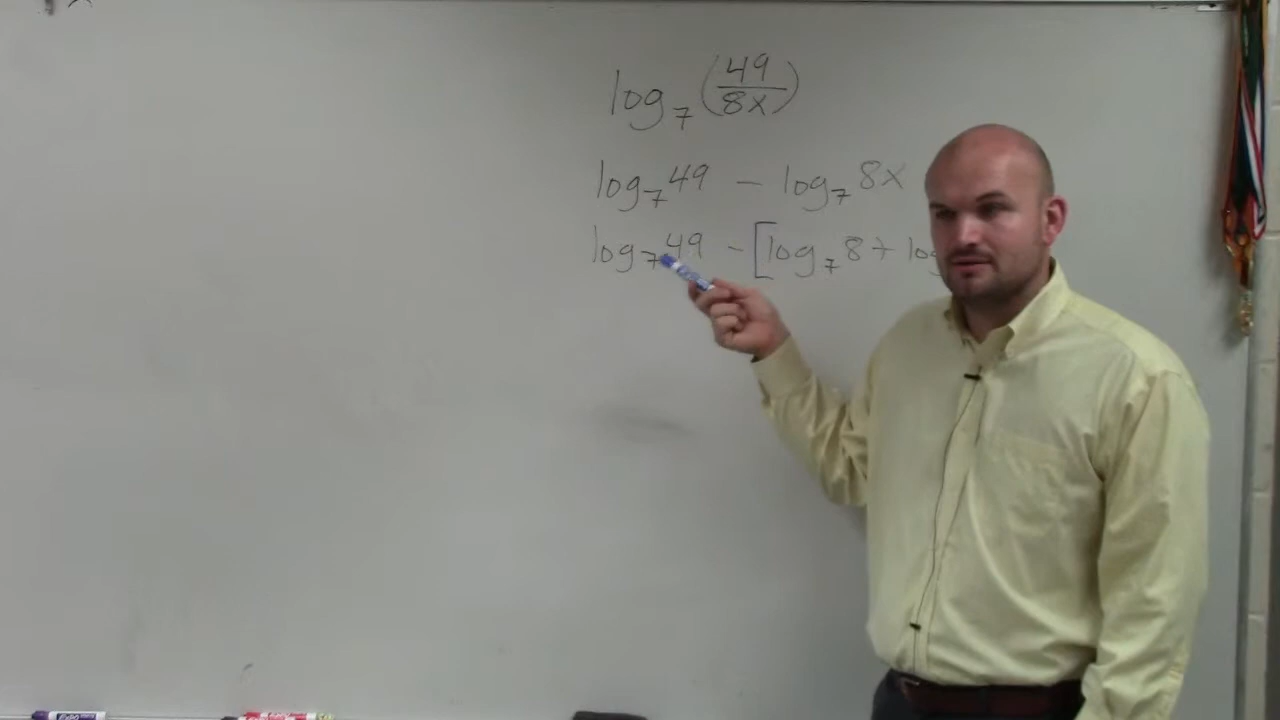 log₇(49/8x)
log₇49 – log₇8x
log₇49 – [log₇8 + log